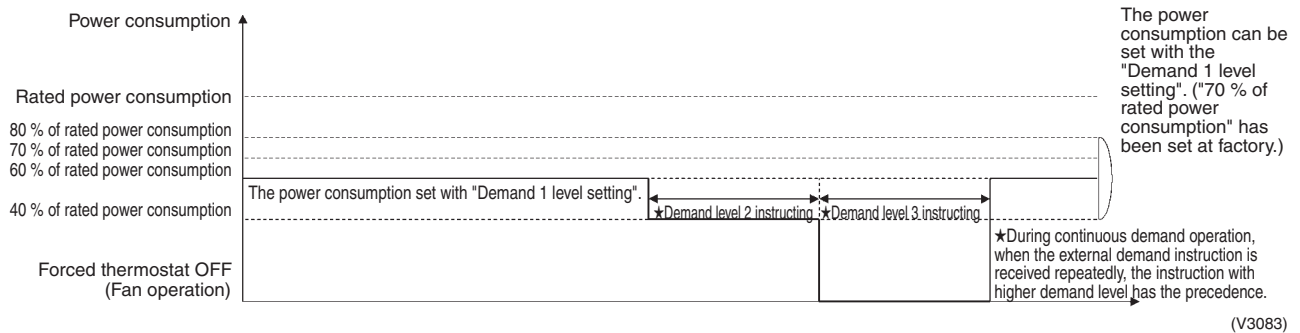 Power consumption
Rated power consumption
80 % of rated power consumption
70 % of rated power consumption
60 % of rated power consumption
40 % of rated power consumption
Forced thermostat OFF
(Fan operation)
The power consumption set with "Demand 1 level setting".
★Demand level 2 instructing
★Demand level 3 instructing
The power
consumption can be
set with the
"Demand 1 level
setting". ("70 % of
rated power
consumption" has
been set at factory.)
★During continuous demand operation,
when the external demand instruction is
received repeatedly, the instruction with
higher demand level has the precedence.
(V3083)